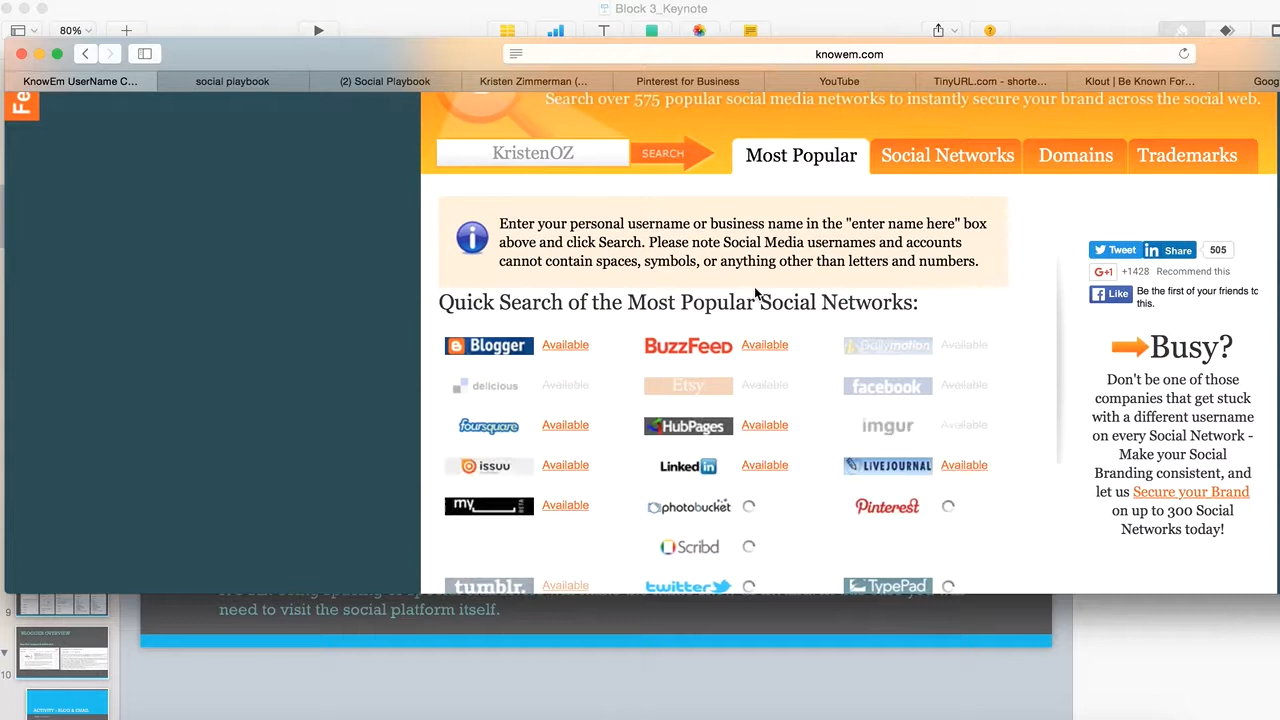 Block 3_Keynote
80%
knowem.com
KnowEm UserName C...
social playbook
(2) Social Playbook
Kristen Zimmerman (...
Pinterest for Business
YouTube
TinyURL.com - shorte...
Klout | Be Known For...
Goog
Fe
Search over 575 popular social media networks to instantly secure your brand across the social web.
KristenOZ
SEARCH
Most Popular
Social Networks
Domains
Trademarks
Enter your personal username or business name in the "enter name here" box
above and click Search. Please note Social Media usernames and accounts
cannot contain spaces, symbols, or anything other than letters and numbers.
Tweet
Share
505
G+1
+1428
Recommend this
Like
Be the first of your friends to
this.
Quick Search of the Most Popular Social Networks:
Blogger Available
BuzzFeed Available
Dailymotion Available
delicious Available
Etsy Available
facebook Available
foursquare Available
HubPages Available
imgur Available
issuu Available
LinkedIn Available
LIVEJOURNAL Available
my Available
photobucket
Pinterest
Scribd
tumblr. Available
twitter
TypePad
Busy?
Don't be one of those
companies that get stuck
with a different username
on every Social Network -
Make your Social
Branding consistent, and
let us Secure your Brand
on up to 300 Social
Networks today!
need to visit the social platform itself.
9
BLOGGER OVERVIEW
10
ACTIVITY - BLOG & EMAIL